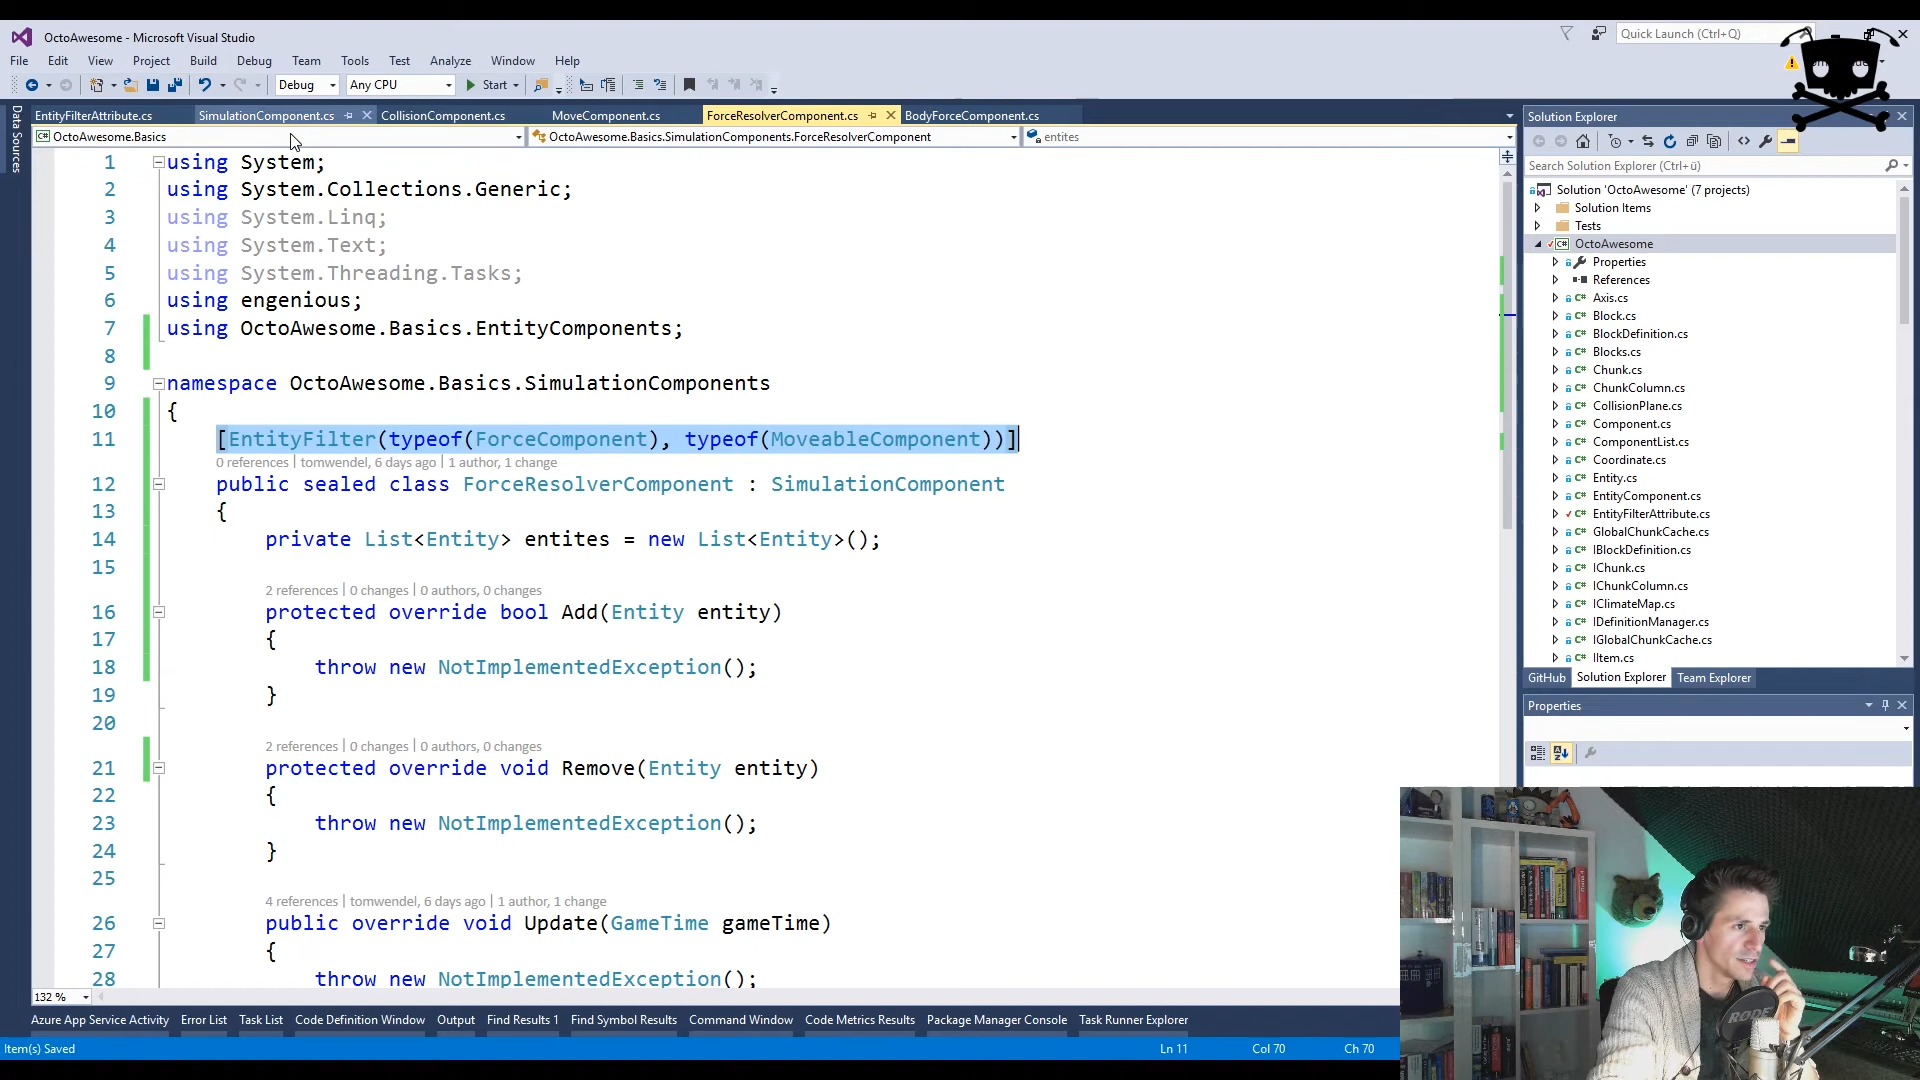 OctoAwesome - Microsoft Visual Studio
Quick Launch (Ctrl+Q)
File Edit View Project Build Debug Team Tools Test Analyze Window Help
Debug Any CPU Start
EntityFilterAttribute.cs SimulationComponent.cs CollisionComponent.cs MoveComponent.cs ForceResolverComponent.cs BodyForceComponent.cs
OctoAwesome.Basics OctoAwesome.Basics.SimulationComponents.ForceResolverComponent entites
Data Sources
1 using System;
2 using System.Collections.Generic;
3 using System.Linq;
4 using System.Text;
5 using System.Threading.Tasks;
6 using engenious;
7 using OctoAwesome.Basics.EntityComponents;
8
9 namespace OctoAwesome.Basics.SimulationComponents
10 {
11 [EntityFilter(typeof(ForceComponent), typeof(MoveableComponent))]
0 references | tomwendel, 6 days ago | 1 author, 1 change
12 public sealed class ForceResolverComponent : SimulationComponent
13 {
14 private List<Entity> entites = new List<Entity>();
15
2 references | 0 changes | 0 authors, 0 changes
16 protected override bool Add(Entity entity)
17 {
18 throw new NotImplementedException();
19 }
20
2 references | 0 changes | 0 authors, 0 changes
21 protected override void Remove(Entity entity)
22 {
23 throw new NotImplementedException();
24 }
25
4 references | tomwendel, 6 days ago | 1 author, 1 change
26 public override void Update(GameTime gameTime)
27 {
28 throw new NotImplementedException();
132 %
Solution Explorer
Search Solution Explorer (Ctrl+ü)
Solution 'OctoAwesome' (7 projects)
Solution Items
Tests
OctoAwesome
Properties
References
Axis.cs
Block.cs
BlockDefinition.cs
Blocks.cs
Chunk.cs
ChunkColumn.cs
CollisionPlane.cs
Component.cs
ComponentList.cs
Coordinate.cs
Entity.cs
EntityComponent.cs
EntityFilterAttribute.cs
GlobalChunkCache.cs
IBlockDefinition.cs
IChunk.cs
IChunkColumn.cs
IClimateMap.cs
IDefinitionManager.cs
IGlobalChunkCache.cs
IItem.cs
GitHub Solution Explorer Team Explorer
Properties
RODE
Azure App Service Activity Error List Task List Code Definition Window Output Find Results 1 Find Symbol Results Command Window Code Metrics Results Package Manager Console Task Runner Explorer
Item(s) Saved Ln 11 Col 70 Ch 70